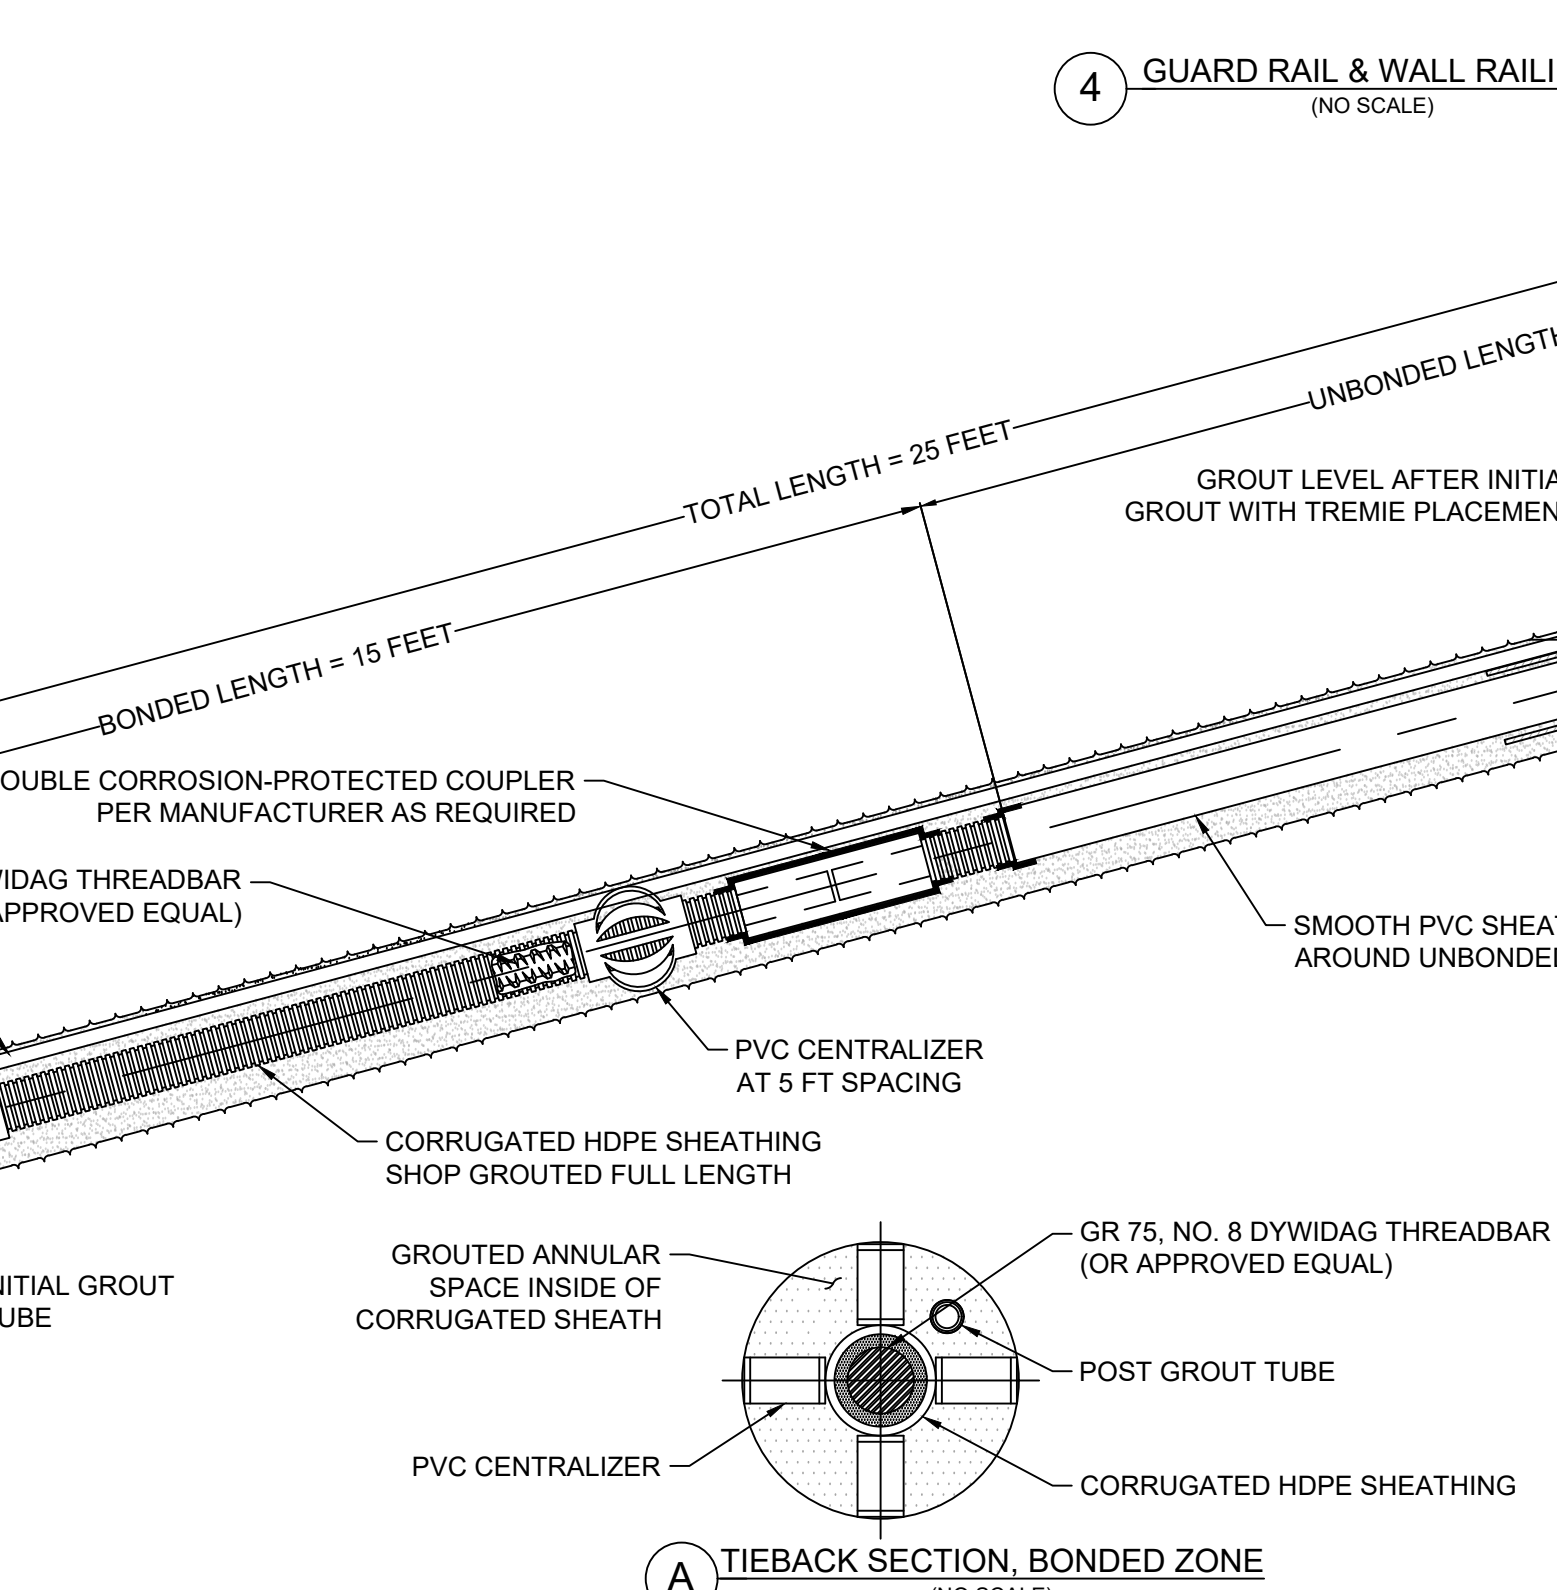 4
GUARD RAIL & WALL RAILI
(NO SCALE)
UNBONDED LENGTH
TOTAL LENGTH = 25 FEET
GROUT LEVEL AFTER INITIA
GROUT WITH TREMIE PLACEMEN
BONDED LENGTH = 15 FEET
OUBLE CORROSION-PROTECTED COUPLER
PER MANUFACTURER AS REQUIRED
WIDAG THREADBAR
APPROVED EQUAL)
SMOOTH PVC SHEAT
AROUND UNBONDED
PVC CENTRALIZER
AT 5 FT SPACING
CORRUGATED HDPE SHEATHING
SHOP GROUTED FULL LENGTH
GR 75, NO. 8 DYWIDAG THREADBAR
(OR APPROVED EQUAL)
GROUTED ANNULAR
SPACE INSIDE OF
CORRUGATED SHEATH
NITIAL GROUT
UBE
POST GROUT TUBE
PVC CENTRALIZER
CORRUGATED HDPE SHEATHING
A
TIEBACK SECTION, BONDED ZONE
(NO SCALE)